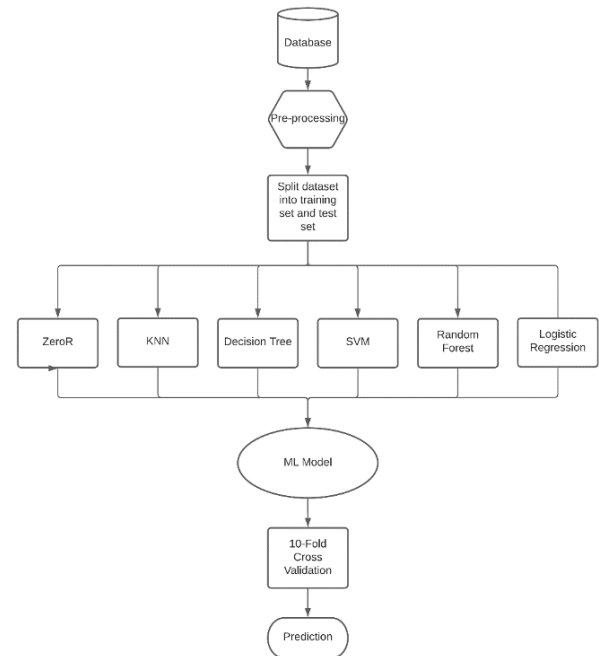 Database
Pre-processing
Split dataset
into training
set and test
set
ZeroR
KNN
Decision Tree
SVM
Random
Forest
Logistic
Regression
ML Model
10-Fold
Cross
Validation
Prediction